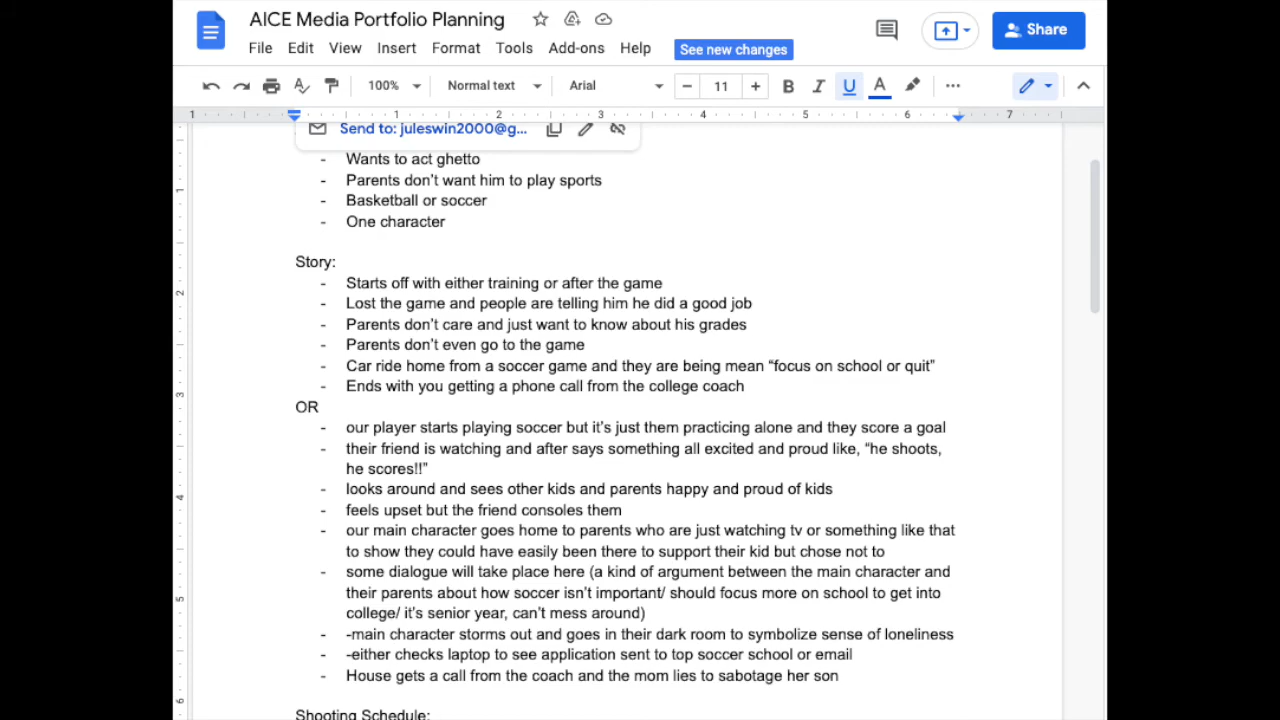 AICE Media Portfolio Planning
File Edit View Insert Format Tools Add-ons Help See new changes
Share
100% Normal text Arial 11 B I U A
1 1 2 3 4 5 6 7
Send to: juleswin2000@g...
- Wants to act ghetto
- Parents don't want him to play sports
- Basketball or soccer
- One character
Story:
- Starts off with either training or after the game
- Lost the game and people are telling him he did a good job
- Parents don't care and just want to know about his grades
- Parents don't even go to the game
- Car ride home from a soccer game and they are being mean “focus on school or quit”
- Ends with you getting a phone call from the college coach
OR
- our player starts playing soccer but it's just them practicing alone and they score a goal
- their friend is watching and after says something all excited and proud like, “he shoots,
he scores!!”
- looks around and sees other kids and parents happy and proud of kids
- feels upset but the friend consoles them
- our main character goes home to parents who are just watching tv or something like that
to show they could have easily been there to support their kid but chose not to
- some dialogue will take place here (a kind of argument between the main character and
their parents about how soccer isn't important/ should focus more on school to get into
college/ it's senior year, can't mess around)
- -main character storms out and goes in their dark room to symbolize sense of loneliness
- -either checks laptop to see application sent to top soccer school or email
- House gets a call from the coach and the mom lies to sabotage her son
Shooting Schedule:
1
2
3
4
5
6